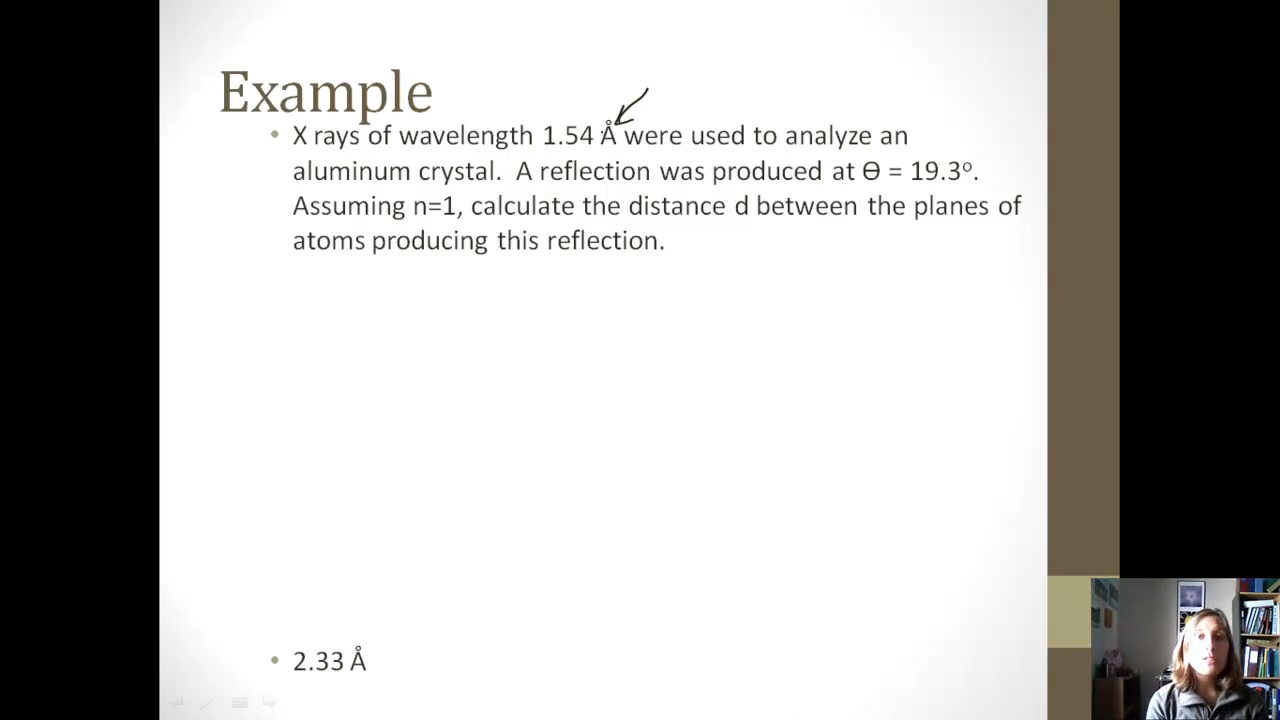 Example
• X rays of wavelength 1.54 Å were used to analyze an
aluminum crystal. A reflection was produced at ϴ = 19.3º.
Assuming n=1, calculate the distance d between the planes of
atoms producing this reflection.
• 2.33 Å